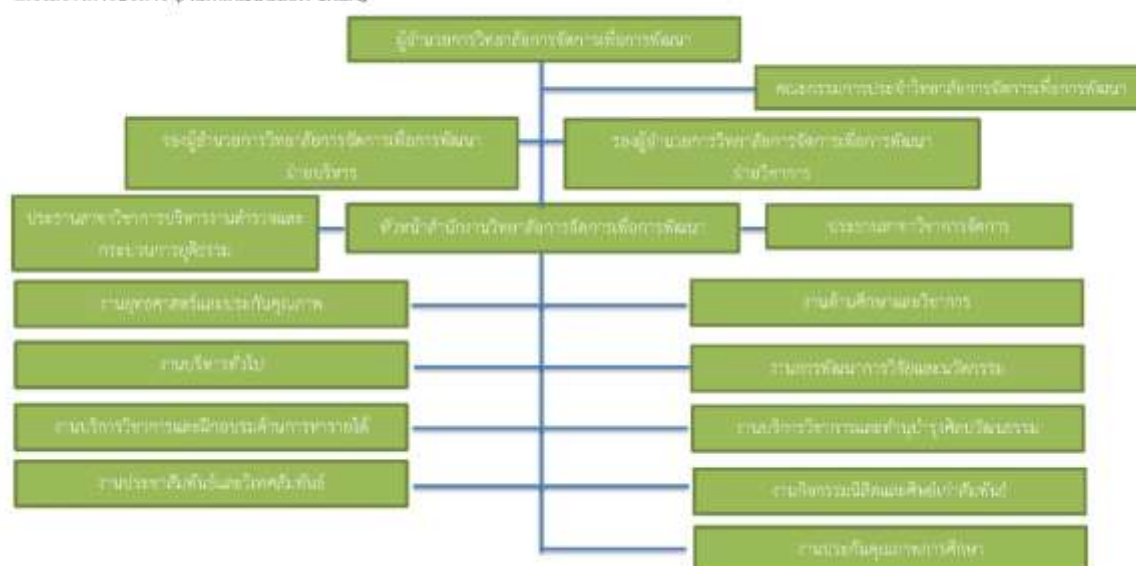 ผู้อำนวยการวิทยาลัยการจัดการเพื่อการพัฒนา
คณะกรรมการประจำวิทยาลัยการจัดการเพื่อการพัฒนา
รองผู้อำนวยการวิทยาลัยการจัดการเพื่อการพัฒนา
ฝ่ายบริหาร
รองผู้อำนวยการวิทยาลัยการจัดการเพื่อการพัฒนา
ฝ่ายวิชาการ
ประธานสาขาวิชาการบริหารงานตำรวจและ
กระบวนการยุติธรรม
หัวหน้าสำนักงานวิทยาลัยการจัดการเพื่อการพัฒนา
ประธานสาขาวิชาการจัดการ
งานยุทธศาสตร์และประกันคุณภาพ
งานด้านศึกษาและวิชาการ
งานบริหารทั่วไป
งานการพัฒนาการวิจัยและนวัตกรรม
งานบริการวิชาการและฝึกอบรมด้านการหารายได้
งานบริการวิชาการและทำนุบำรุงศิลปวัฒนธรรม
งานประชาสัมพันธ์และวิเทศสัมพันธ์
งานกิจกรรมนิสิตและศิษย์เก่าสัมพันธ์
งานประกันคุณภาพการศึกษา